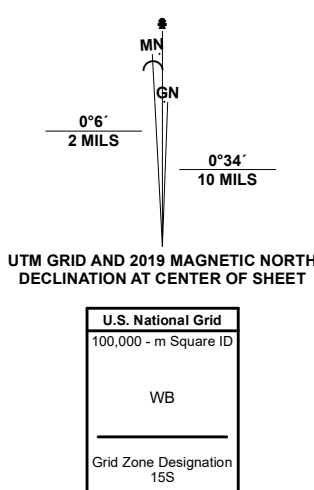 MN
GN
0°6´
2 MILS
0°34´
10 MILS
UTM GRID AND 2019 MAGNETIC NORTH
DECLINATION AT CENTER OF SHEET
U.S. National Grid
100,000 - m Square ID
WB
Grid Zone Designation
15S